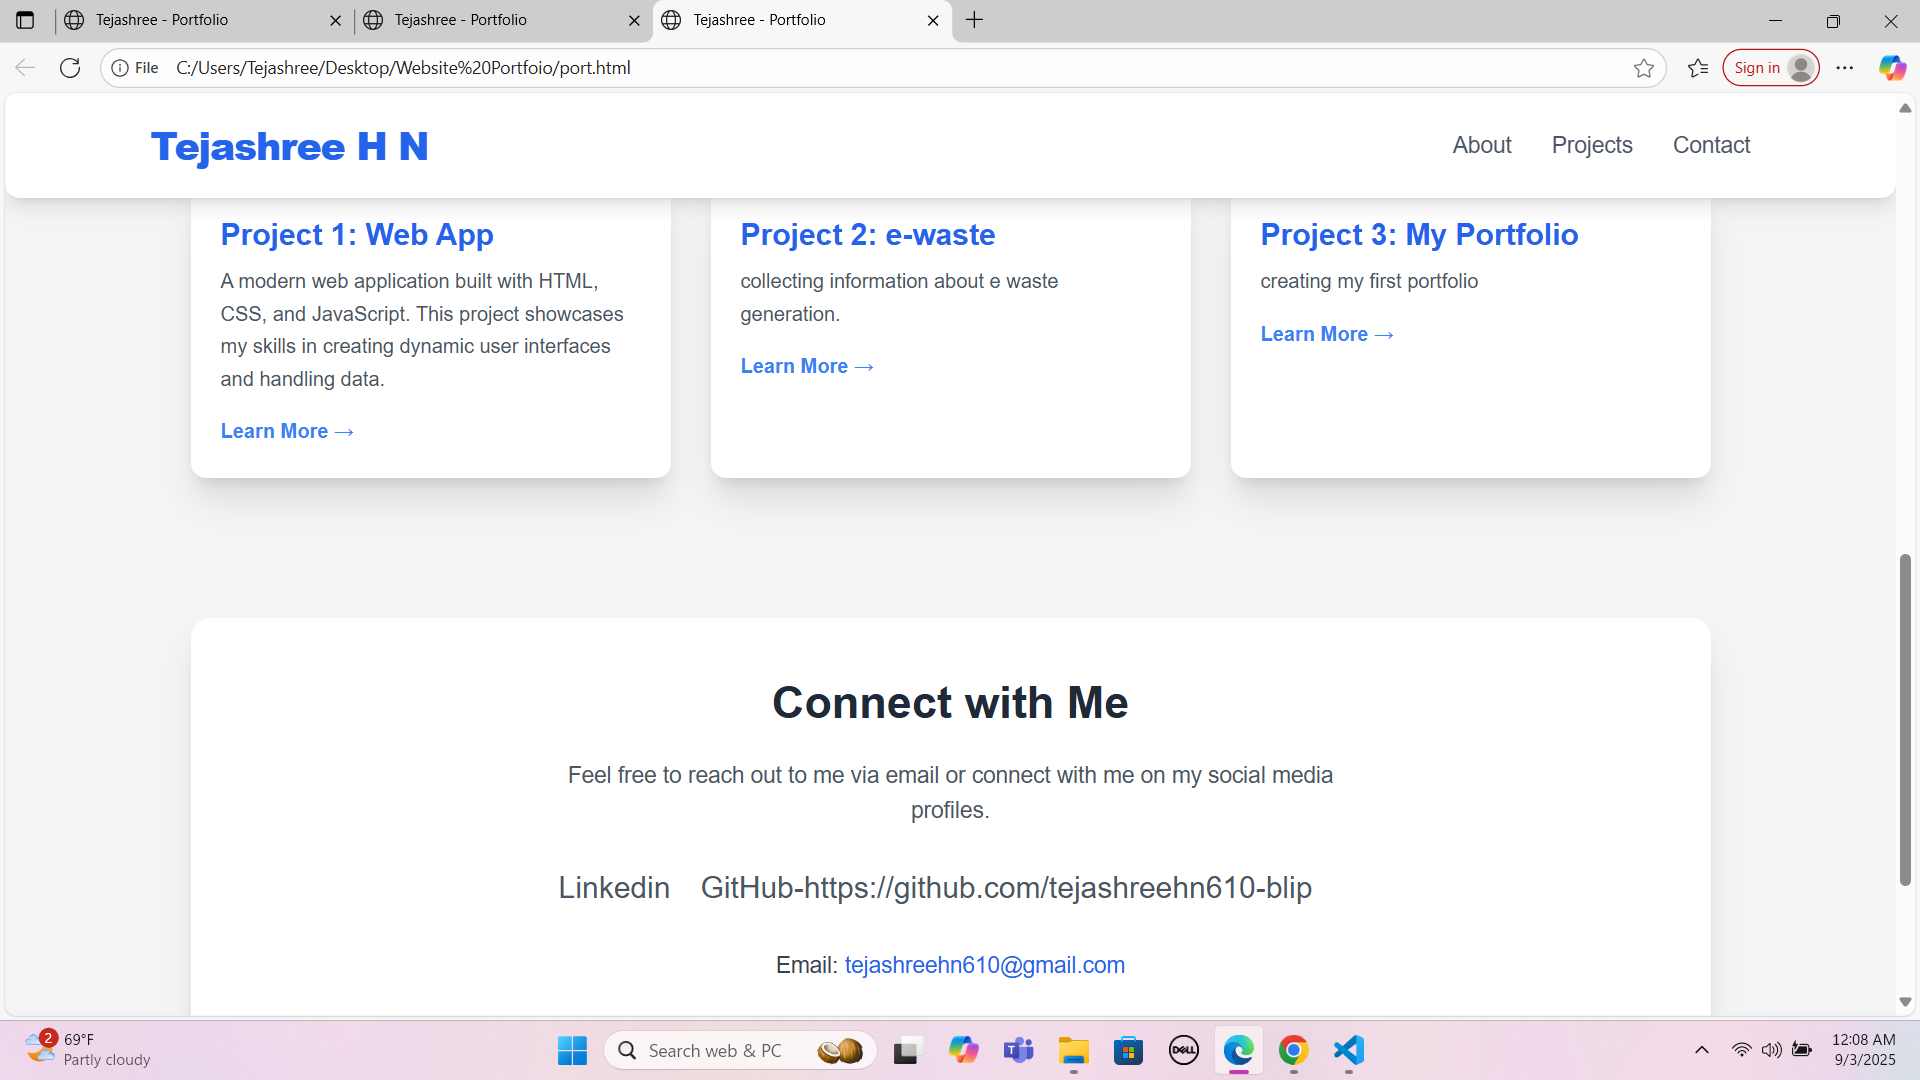 Tejashree - Portfolio
Tejashree - Portfolio
Tejashree - Portfolio
File C:/Users/Tejashree/Desktop/Website%20Portfoio/port.html
Sign in
Tejashree H N
About Projects Contact
Project 1: Web App
A modern web application built with HTML,
CSS, and JavaScript. This project showcases
my skills in creating dynamic user interfaces
and handling data.
Learn More →
Project 2: e-waste
collecting information about e waste
generation.
Learn More →
Project 3: My Portfolio
creating my first portfolio
Learn More →
Connect with Me
Feel free to reach out to me via email or connect with me on my social media
profiles.
Linkedin GitHub-https://github.com/tejashreehn610-blip
Email: tejashreehn610@gmail.com
2
69°F
Partly cloudy
Search web & PC
DELL
12:08 AM
9/3/2025